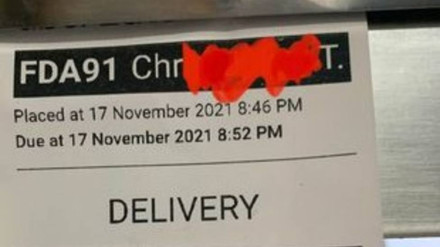 FDA91 Chr T.
Placed at 17 November 2021 8:46 PM
Due at 17 November 2021 8:52 PM
DELIVERY